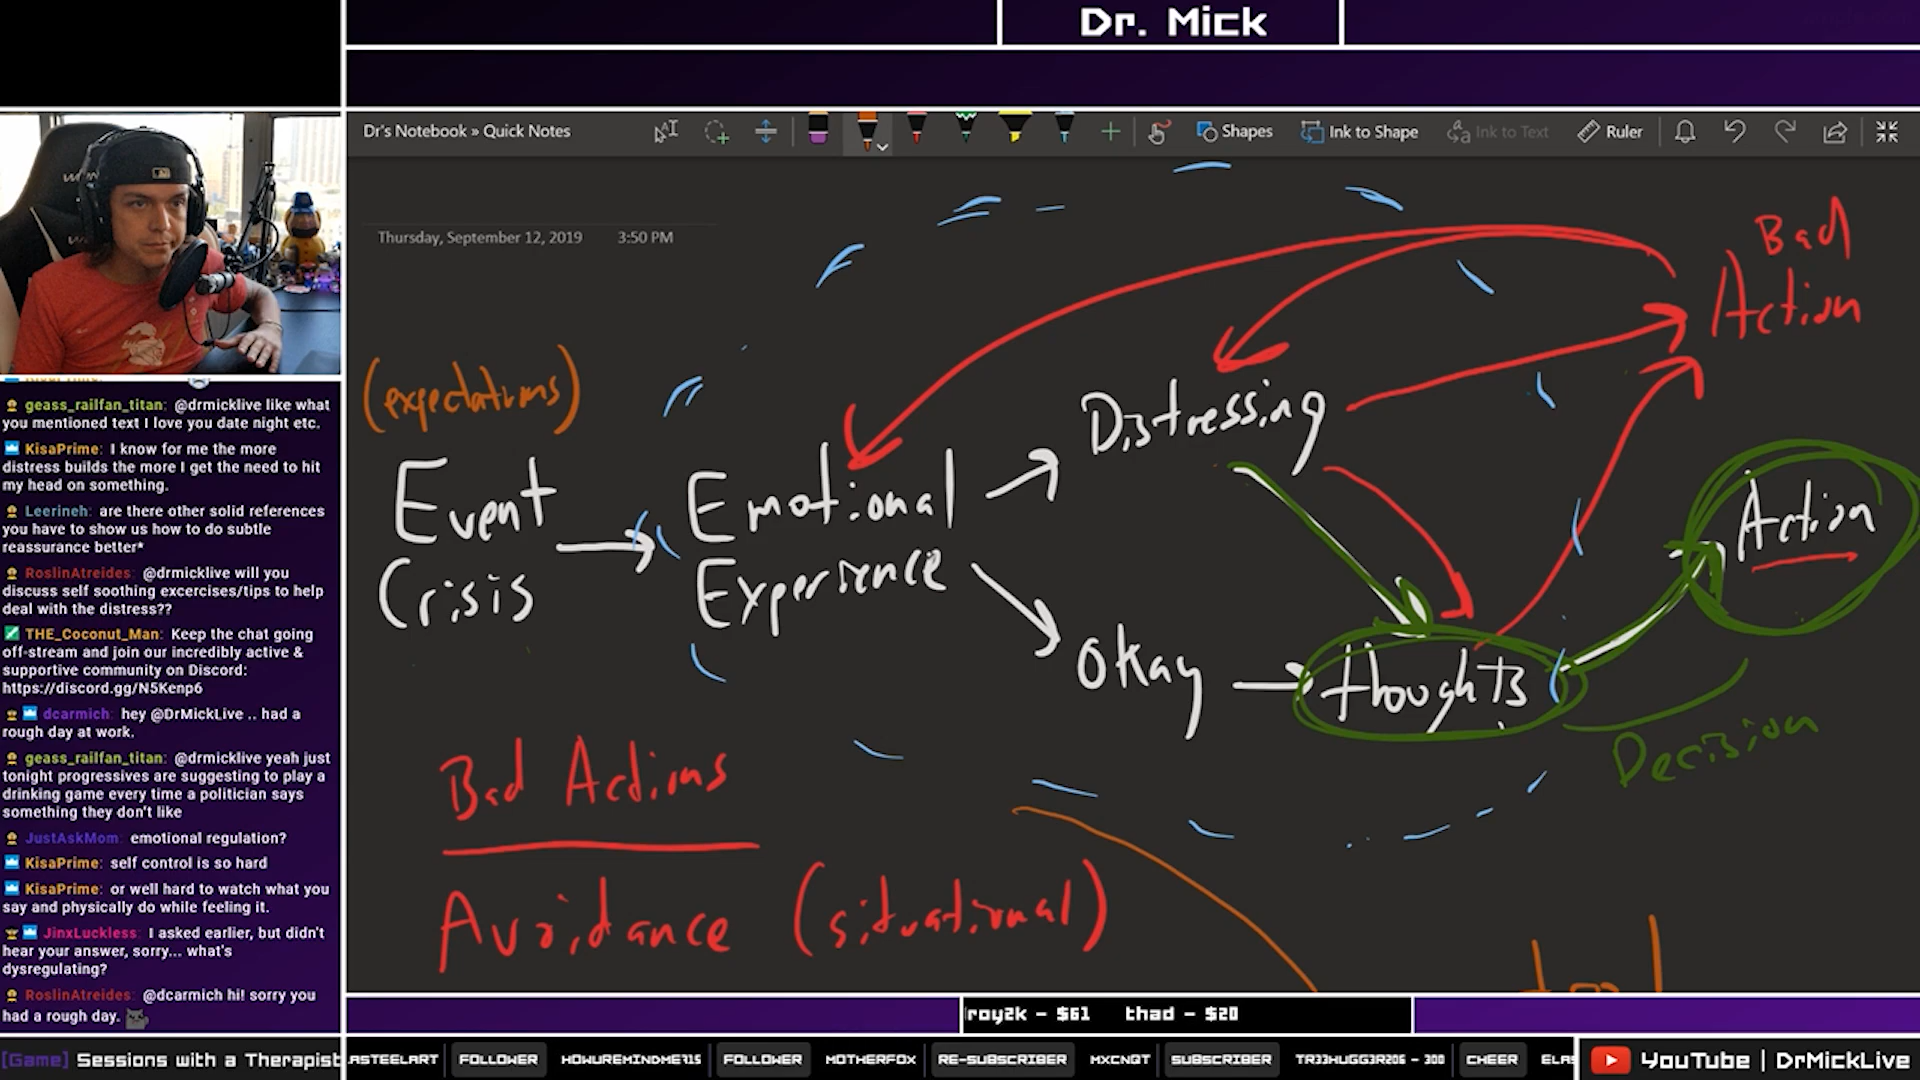 Dr. Mick
Dr's Notebook » Quick Notes
Shapes
Ink to Shape
Ink to Text
Ruler
Thursday, September 12, 2019 3:50 PM
Bad
Action
(expectations)
Distressing
Event
Crisis
Emotional
Experience
Action
Okay
thoughts
Decision
Bad Actions
Avoidance (situational)
geass_railfan_titan: @drmicklive like what
you mentioned text I love you date night etc.
KisaPrime: I know for me the more
distress builds the more I get the need to hit
my head on something.
Leerineh: are there other solid references
you have to show us how to do subtle
reassurance better*
RoslinAtreides: @drmicklive will you
discuss self soothing excercises/tips to help
deal with the distress??
THE_Coconut_Man: Keep the chat going
off-stream and join our incredibly active &
supportive community on Discord:
https://discord.gg/N5Kenp6
dcarmich: hey @DrMickLive .. had a
rough day at work.
geass_railfan_titan: @drmicklive yeah just
tonight progressives are suggesting to play a
drinking game every time a politician says
something they don't like
JustAskMom: emotional regulation?
KisaPrime: self control is so hard
KisaPrime: or well hard to watch what you
say and physically do while feeling it.
JinxLuckless: I asked earlier, but didn't
hear your answer, sorry... what's
dysregulating?
RoslinAtreides: @dcarmich hi! sorry you
had a rough day.
roy2k - $61 thad - $20
[Game] Sessions with a Therapist
ASTEELART FOLLOWER HOWUREMINDME715 FOLLOWER MOTHERFOX RE-SUBSCRIBER MXCNQT SUBSCRIBER TR33HUGG3R206 - 300 CHEER ELAS
YouTube | DrMickLive